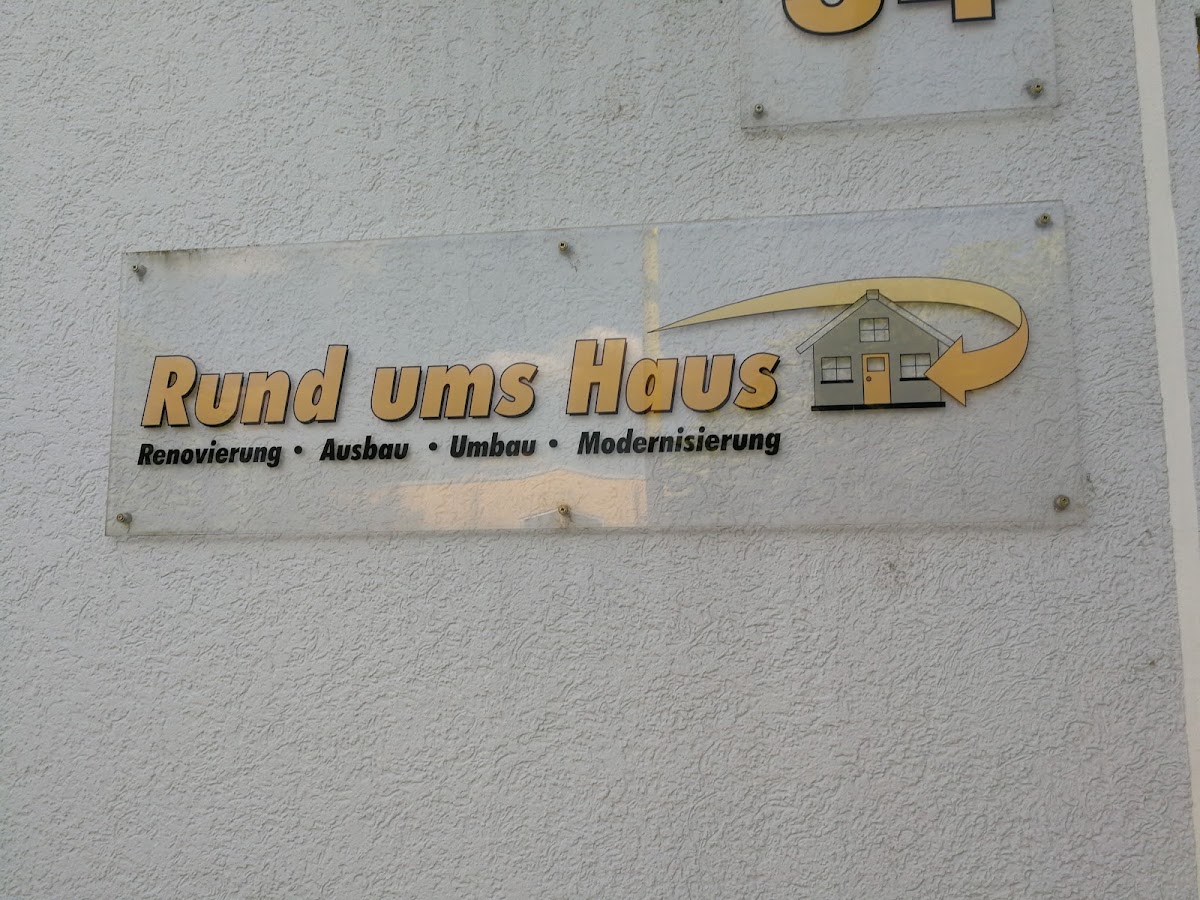 Rund ums Haus
Renovierung • Ausbau • Umbau • Modernisierung